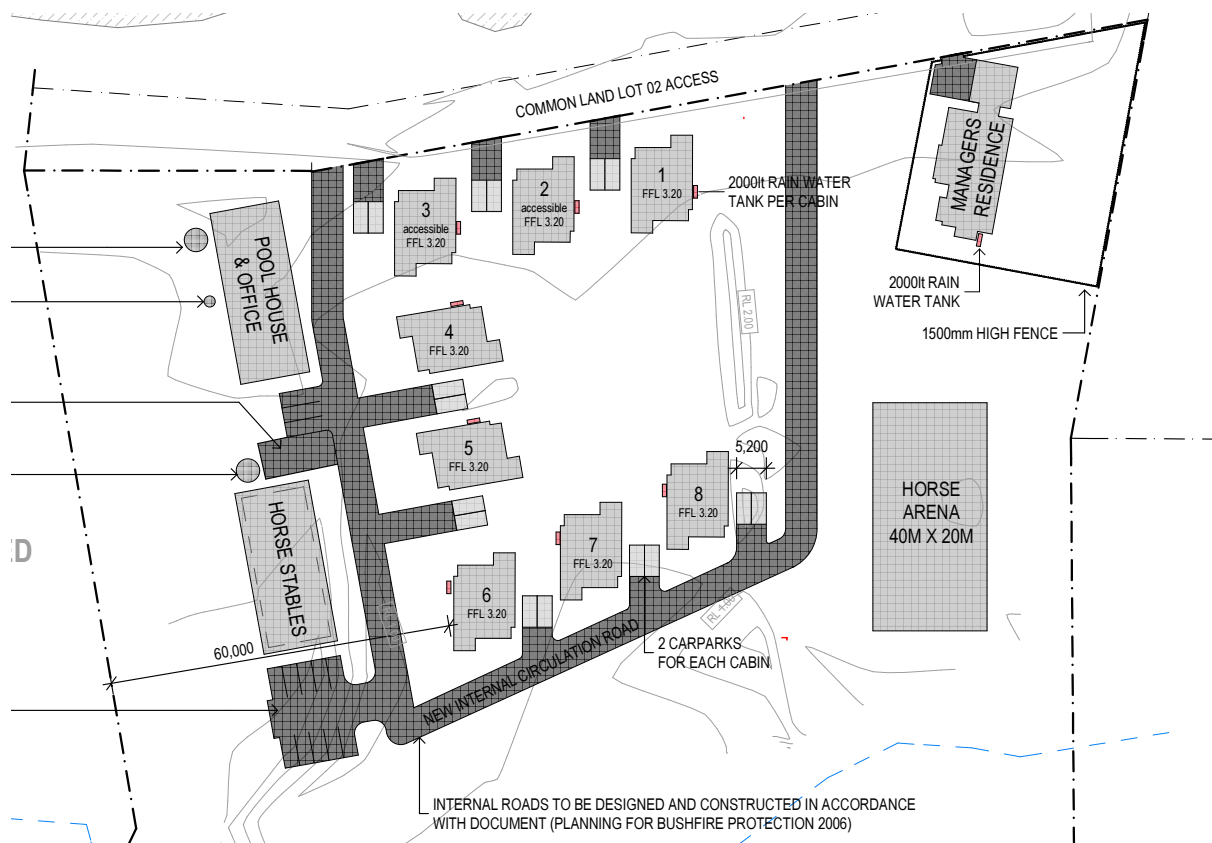 COMMON LAND LOT 02 ACCESS
MANAGERS
RESIDENCE
1
FFL 3.20
2000lt RAIN WATER
TANK PER CABIN
2
accessible
FFL 3.20
3
accessible
FFL 3.20
POOL HOUSE
& OFFICE
2000lt RAIN
WATER TANK
RL 2.00
1500mm HIGH FENCE
4
FFL 3.20
5
FFL 3.20
5,200
8
FFL 3.20
HORSE
ARENA
40M X 20M
HORSE STABLES
ED
7
FFL 3.20
6
FFL 3.20
RL 1.00
60,000
2 CARPARKS
FOR EACH CABIN
NEW INTERNAL CIRCULATION ROAD
INTERNAL ROADS TO BE DESIGNED AND CONSTRUCTED IN ACCORDANCE
WITH DOCUMENT (PLANNING FOR BUSHFIRE PROTECTION 2006)